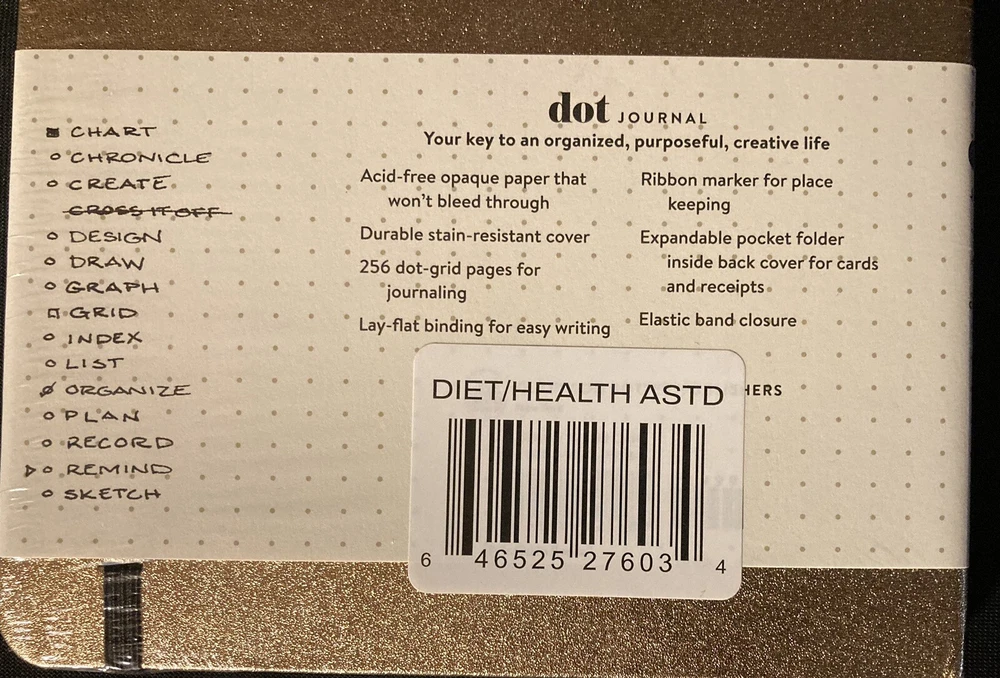 CHART
CHRONICLE
CREATE
CROSS IT OFF
DESIGN
DRAW
GRAPH
GRID
INDEX
LIST
ORGANIZE
PLAN
RECORD
REMIND
SKETCH
dot JOURNAL
Your key to an organized, purposeful, creative life
Acid-free opaque paper that
won't bleed through
Durable stain-resistant cover
256 dot-grid pages for
journaling
Lay-flat binding for easy writing
Ribbon marker for place
keeping
Expandable pocket folder
inside back cover for cards
and receipts
Elastic band closure
DIET/HEALTH ASTD
6 46525 27603 4